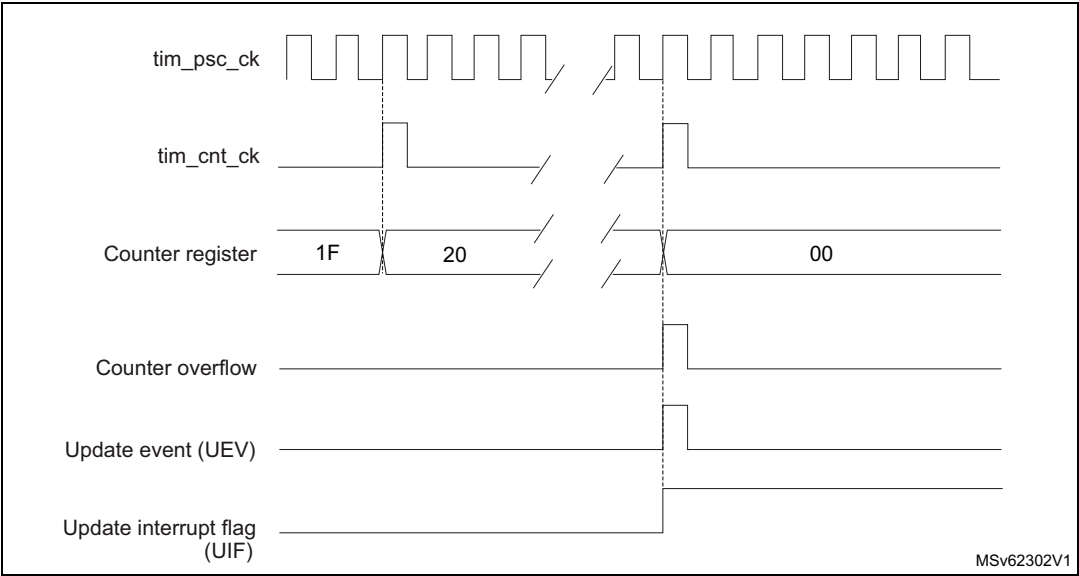 tim_psc_ck
tim_cnt_ck
Counter register
1F
20
00
Counter overflow
Update event (UEV)
Update interrupt flag
(UIF)
MSv62302V1